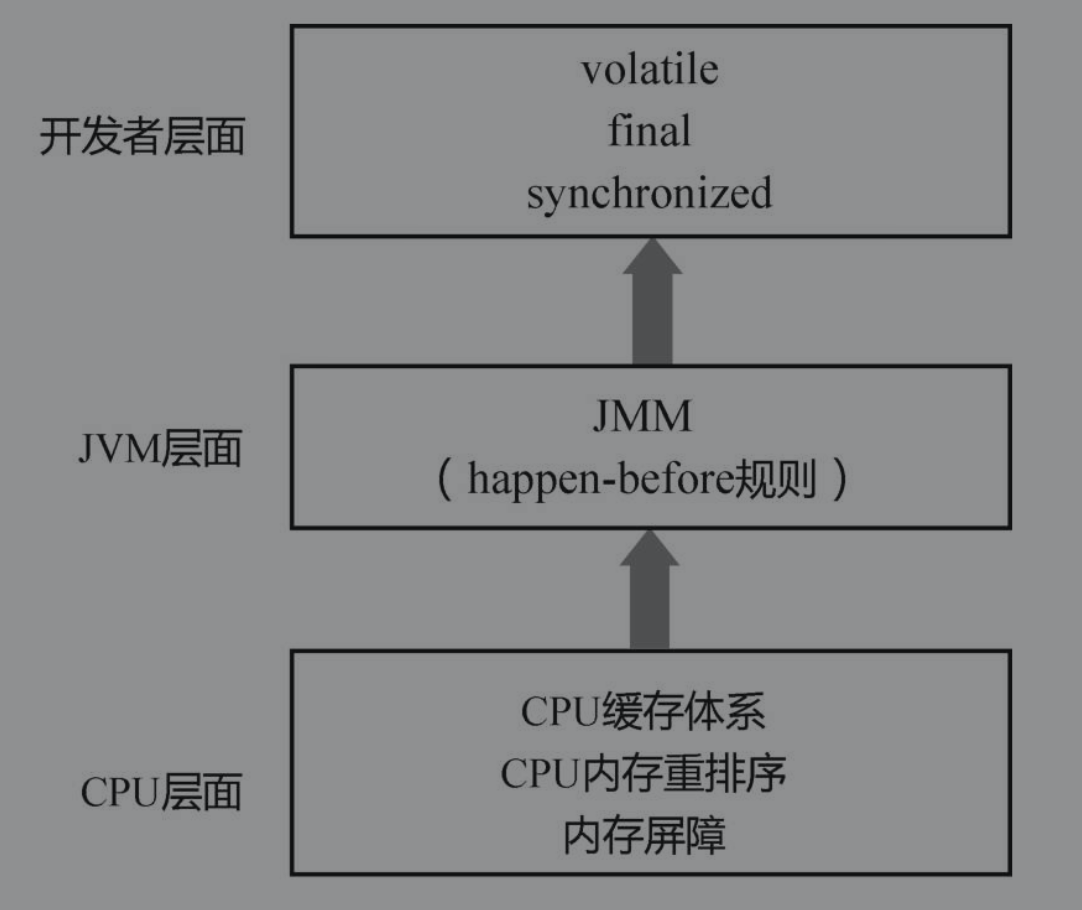 开发者层面
volatile
final
synchronized
JVM层面
JMM
（happen-before规则）
CPU层面
CPU缓存体系
CPU内存重排序
内存屏障